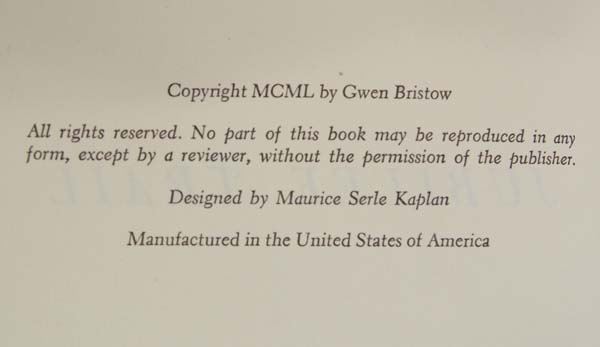 Copyright MCML by Gwen Bristow
All rights reserved. No part of this book may be reproduced in any
form, except by a reviewer, without the permission of the publisher.
Designed by Maurice Serle Kaplan
Manufactured in the United States of America